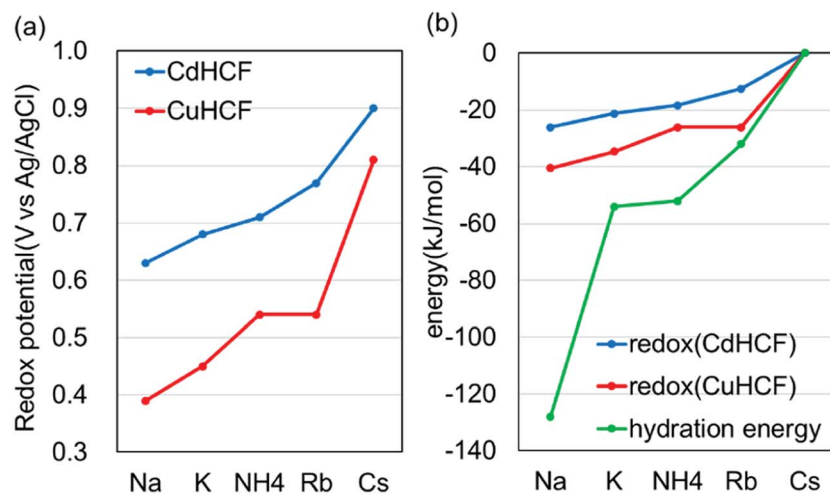 (a)
Redox potential(V vs Ag/AgCl)
1.0
0.9
0.8
0.7
0.6
0.5
0.4
0.3
CdHCF
CuHCF
Na K NH4 Rb Cs
(b)
energy(kJ/mol)
0
-20
-40
-60
-80
-100
-120
-140
redox(CdHCF)
redox(CuHCF)
hydration energy
Na K NH4 Rb Cs